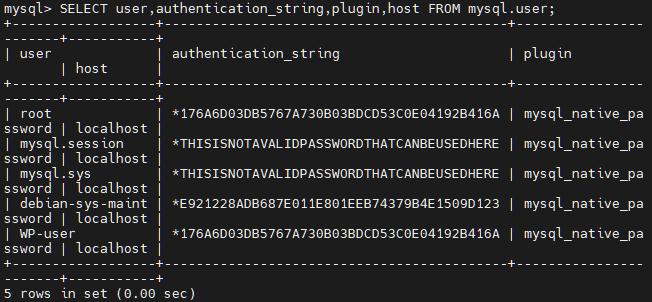 mysql> SELECT user,authentication_string,plugin,host FROM mysql.user;
+------------------+-------------------------------------------+----------------
-------+-----------+
| user             | authentication_string                     | plugin
       | host      |
+------------------+-------------------------------------------+----------------
-------+-----------+
| root             | *176A6D03DB5767A730B03BDCD53C0E04192B416A | mysql_native_pa
ssword | localhost |
| mysql.session    | *THISISNOTAVALIDPASSWORDTHATCANBEUSEDHERE | mysql_native_pa
ssword | localhost |
| mysql.sys        | *THISISNOTAVALIDPASSWORDTHATCANBEUSEDHERE | mysql_native_pa
ssword | localhost |
| debian-sys-maint | *E921228ADB687E011E801EEB74379B4E1509D123 | mysql_native_pa
ssword | localhost |
| WP-user          | *176A6D03DB5767A730B03BDCD53C0E04192B416A | mysql_native_pa
ssword | localhost |
+------------------+-------------------------------------------+----------------
-------+-----------+
5 rows in set (0.00 sec)